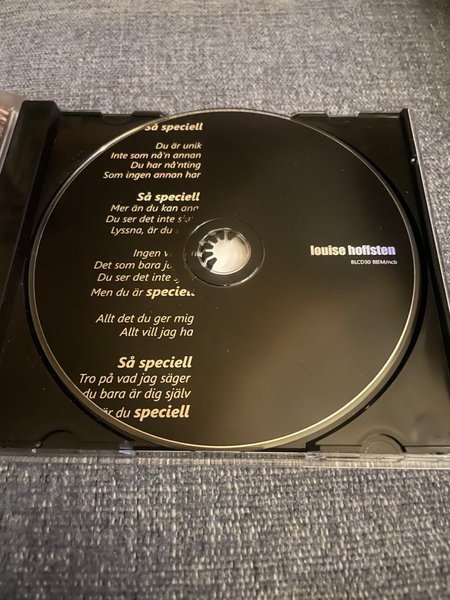 Så speciell
Du är unik
Inte som nå'n annan
Du har nå'nting
Som ingen annan har
Så speciell
Mer än du kan
Du ser det inte
Lyssna, är du
Ingen
Det som bara
Du ser det inte
Men du är speciell
Allt det du ger mig
Allt vill jag ha
Så speciell
Tro på vad jag säger
du bara är dig själv
är du speciell
louise hoffsten
BLCD30 BIEM/ncb